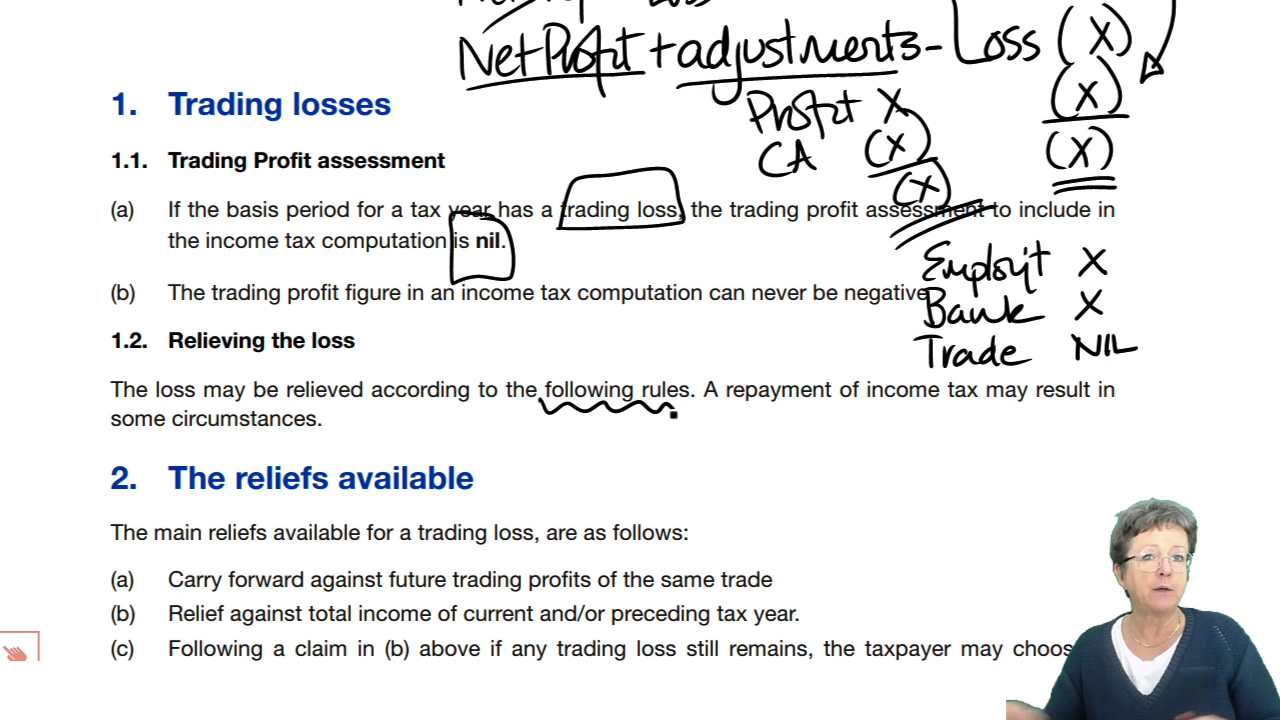 Net Profit + adjustments - Loss (X)
(X)
Profit X
(X)
CA (X)
(X)
1. Trading losses
1.1. Trading Profit assessment
(a) If the basis period for a tax year has a trading loss, the trading profit assessment to include in
the income tax computation is nil.
Employ't X
(b) The trading profit figure in an income tax computation can never be negative
Bank X
1.2. Relieving the loss
Trade NIL
The loss may be relieved according to the following rules. A repayment of income tax may result in
some circumstances.
2. The reliefs available
The main reliefs available for a trading loss, are as follows:
(a) Carry forward against future trading profits of the same trade
(b) Relief against total income of current and/or preceding tax year.
(c) Following a claim in (b) above if any trading loss still remains, the taxpayer may